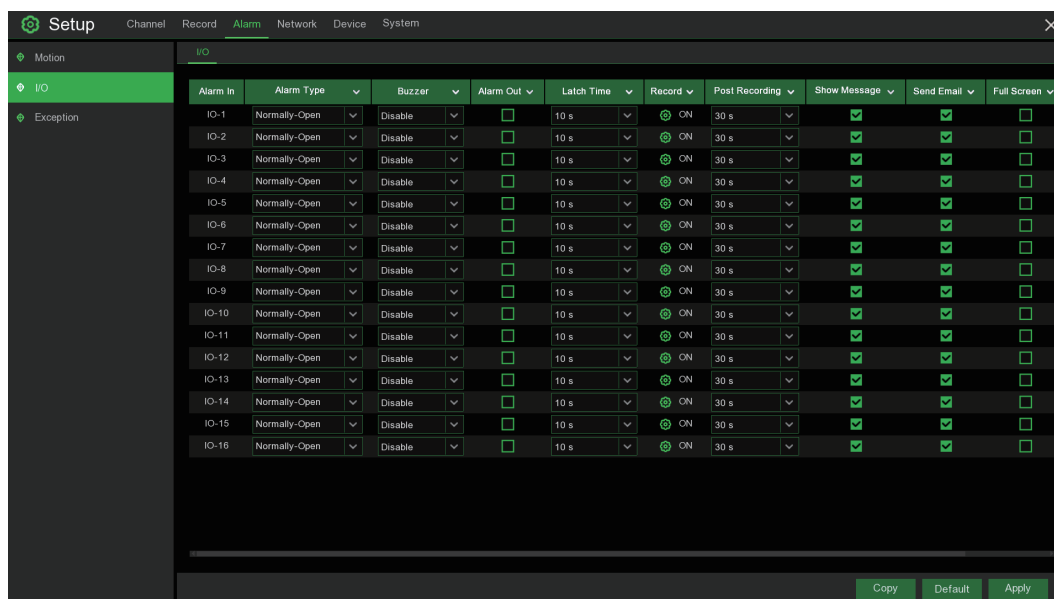 Setup Channel Record Alarm Network Device System
Motion
I/O
Exception
I/O
Alarm In Alarm Type Buzzer Alarm Out Latch Time Record Post Recording Show Message Send Email Full Screen
IO-1 Normally-Open Disable 10 s ON 30 s
IO-2 Normally-Open Disable 10 s ON 30 s
IO-3 Normally-Open Disable 10 s ON 30 s
IO-4 Normally-Open Disable 10 s ON 30 s
IO-5 Normally-Open Disable 10 s ON 30 s
IO-6 Normally-Open Disable 10 s ON 30 s
IO-7 Normally-Open Disable 10 s ON 30 s
IO-8 Normally-Open Disable 10 s ON 30 s
IO-9 Normally-Open Disable 10 s ON 30 s
IO-10 Normally-Open Disable 10 s ON 30 s
IO-11 Normally-Open Disable 10 s ON 30 s
IO-12 Normally-Open Disable 10 s ON 30 s
IO-13 Normally-Open Disable 10 s ON 30 s
IO-14 Normally-Open Disable 10 s ON 30 s
IO-15 Normally-Open Disable 10 s ON 30 s
IO-16 Normally-Open Disable 10 s ON 30 s
Copy Default Apply